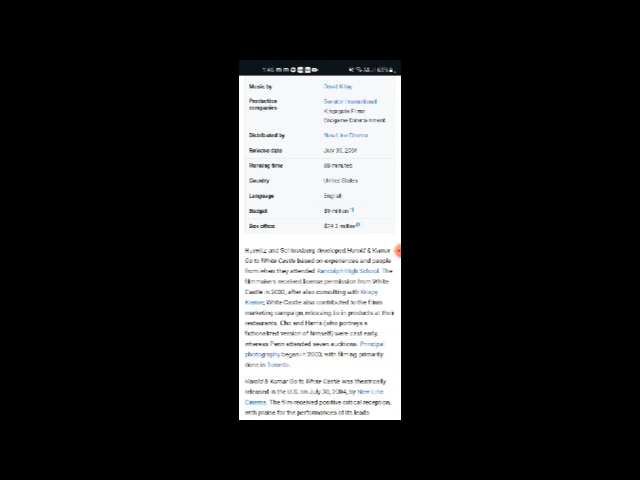 Music by David Kitay
Production Senator International
companies Kingsgate Films
Endgame Entertainment
Distributed by New Line Cinema
Release date July 30, 2004
Running time 88 minutes
Country United States
Language English
Budget $9 million
Box office million
Hurwitz and Schlossberg developed Harold & Kumar
Go to White Castle based on experiences and people
from when they attended Randolph High School. The
filmmakers received license permission from White
Castle in 2002, after also consulting with Krispy
Kreme; White Castle also contributed to the film's
marketing campaign, releasing tie in products at their
restaurants. Cho and Harris (who portrays a
fictionalized version of himself) were cast early,
whereas Penn attended seven auditions. Principal
photography began in 2003, with filming primarily
done in Toronto.
Harold & Kumar Go to White Castle was theatrically
released in the U.S. on July 30, 2004, by New Line
Cinema. The film received positive critical reception,
with praise for the performances of its leads